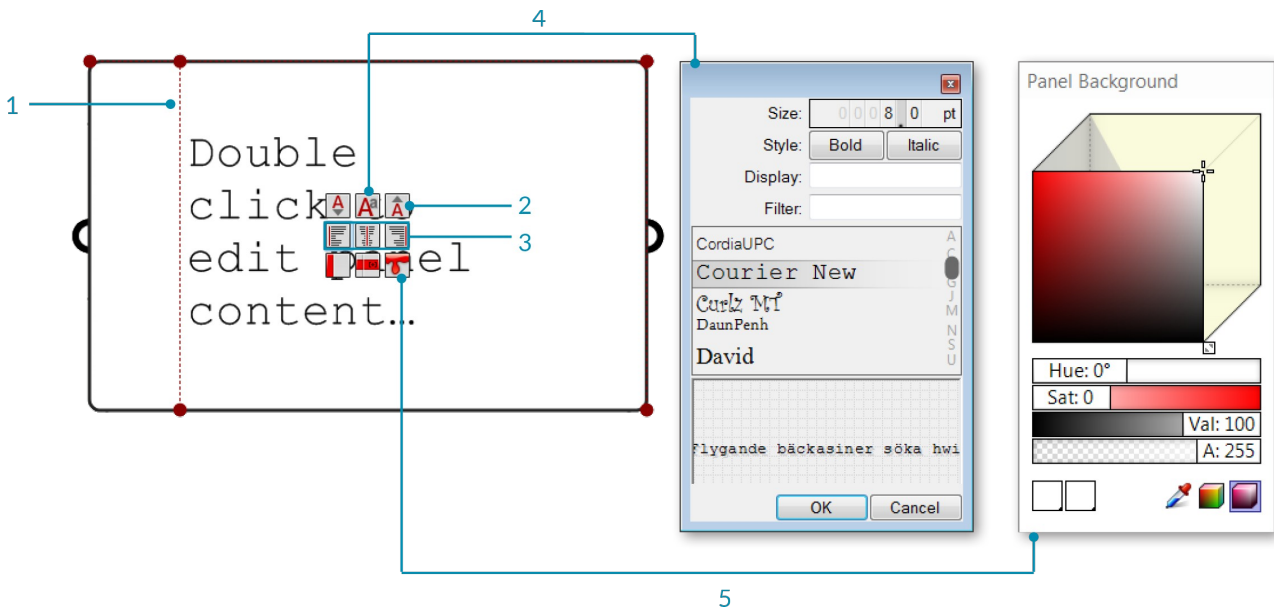 4
1
Double
click to
edit panel
content…
2
3
5
Size: 0 0 0 8.0 pt
Style: Bold Italic
Display:
Filter:
CordiaUPC
Courier New
Curlz MT
DaunPenh
David
A
C
G
J
M
N
S
U
Flygande bäckasiner söka hwi
OK Cancel
Panel Background
Hue: 0°
Sat: 0
Val: 100
A: 255